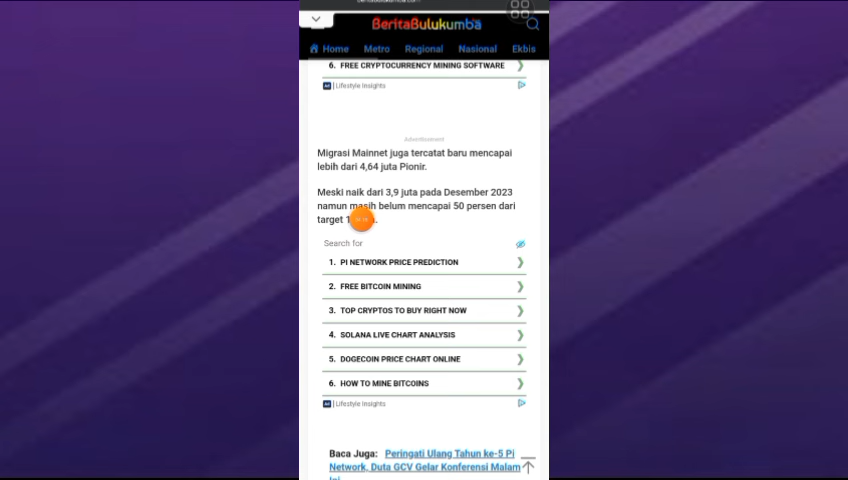 BeritaBulukumba
Home Metro Regional Nasional Ekbis
6. FREE CRYPTOCURRENCY MINING SOFTWARE
Ad | Lifestyle Insights
Advertisement
Migrasi Mainnet juga tercatat baru mencapai
lebih dari 4,64 juta Pionir.
Meski naik dari 3,9 juta pada Desember 2023
namun masih belum mencapai 50 persen dari
target
Search for
1. PI NETWORK PRICE PREDICTION
2. FREE BITCOIN MINING
3. TOP CRYPTOS TO BUY RIGHT NOW
4. SOLANA LIVE CHART ANALYSIS
5. DOGECOIN PRICE CHART ONLINE
6. HOW TO MINE BITCOINS
Ad | Lifestyle Insights
Baca Juga: Peringati Ulang Tahun ke-5 Pi
Network, Duta GCV Gelar Konferensi Malam